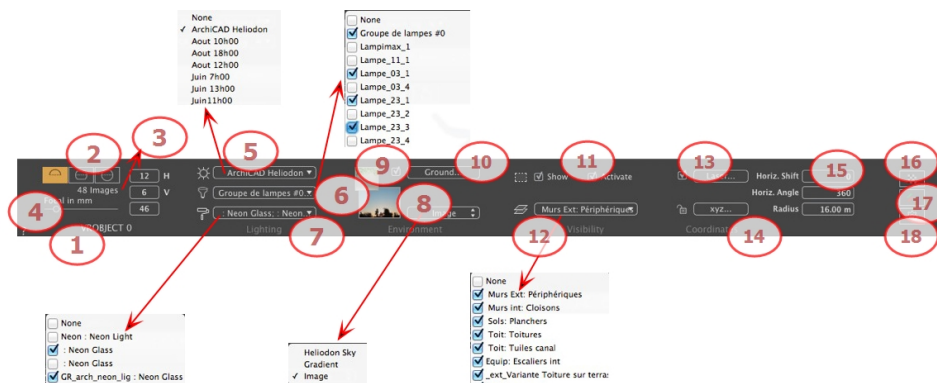 None
✓ ArchiCAD Heliodon
Aout 10h00
Aout 18h00
Aout 12h00
Juin 7h00
Juin 13h00
Juin11h00
None
Groupe de lampes #0
Lampimax_1
Lampe_11_1
Lampe_03_1
Lampe_03_4
Lampe_23_1
Lampe_23_2
Lampe_23_3
Lampe_23_4
1
2
3
4
5
6
7
8
9
10
11
12
13
14
15
16
17
18
48 Images
Focal in mm
12 H
6 V
46
VROBJECT 0
ArchiCAD Heliodon
Groupe de lampes #0.
: Neon Glass; : Neon.
Lighting
Ground...
Image
Environment
Show
Activate
Murs Ext: Périphériques
Visibility
xyz...
Coordinat
Horiz. Shift
Horiz. Angle 360
Radius 16.00 m
None
Neon : Neon Light
: Neon Glass
: Neon Glass
GR_arch_neon_lig : Neon Glass
Heliodon Sky
Gradient
✓ Image
None
Murs Ext: Périphériques
Murs int: Cloisons
Sols: Planchers
Toit: Toitures
Toit: Tuiles canal
Equip: Escaliers int
_ext_Variante Toiture sur terras